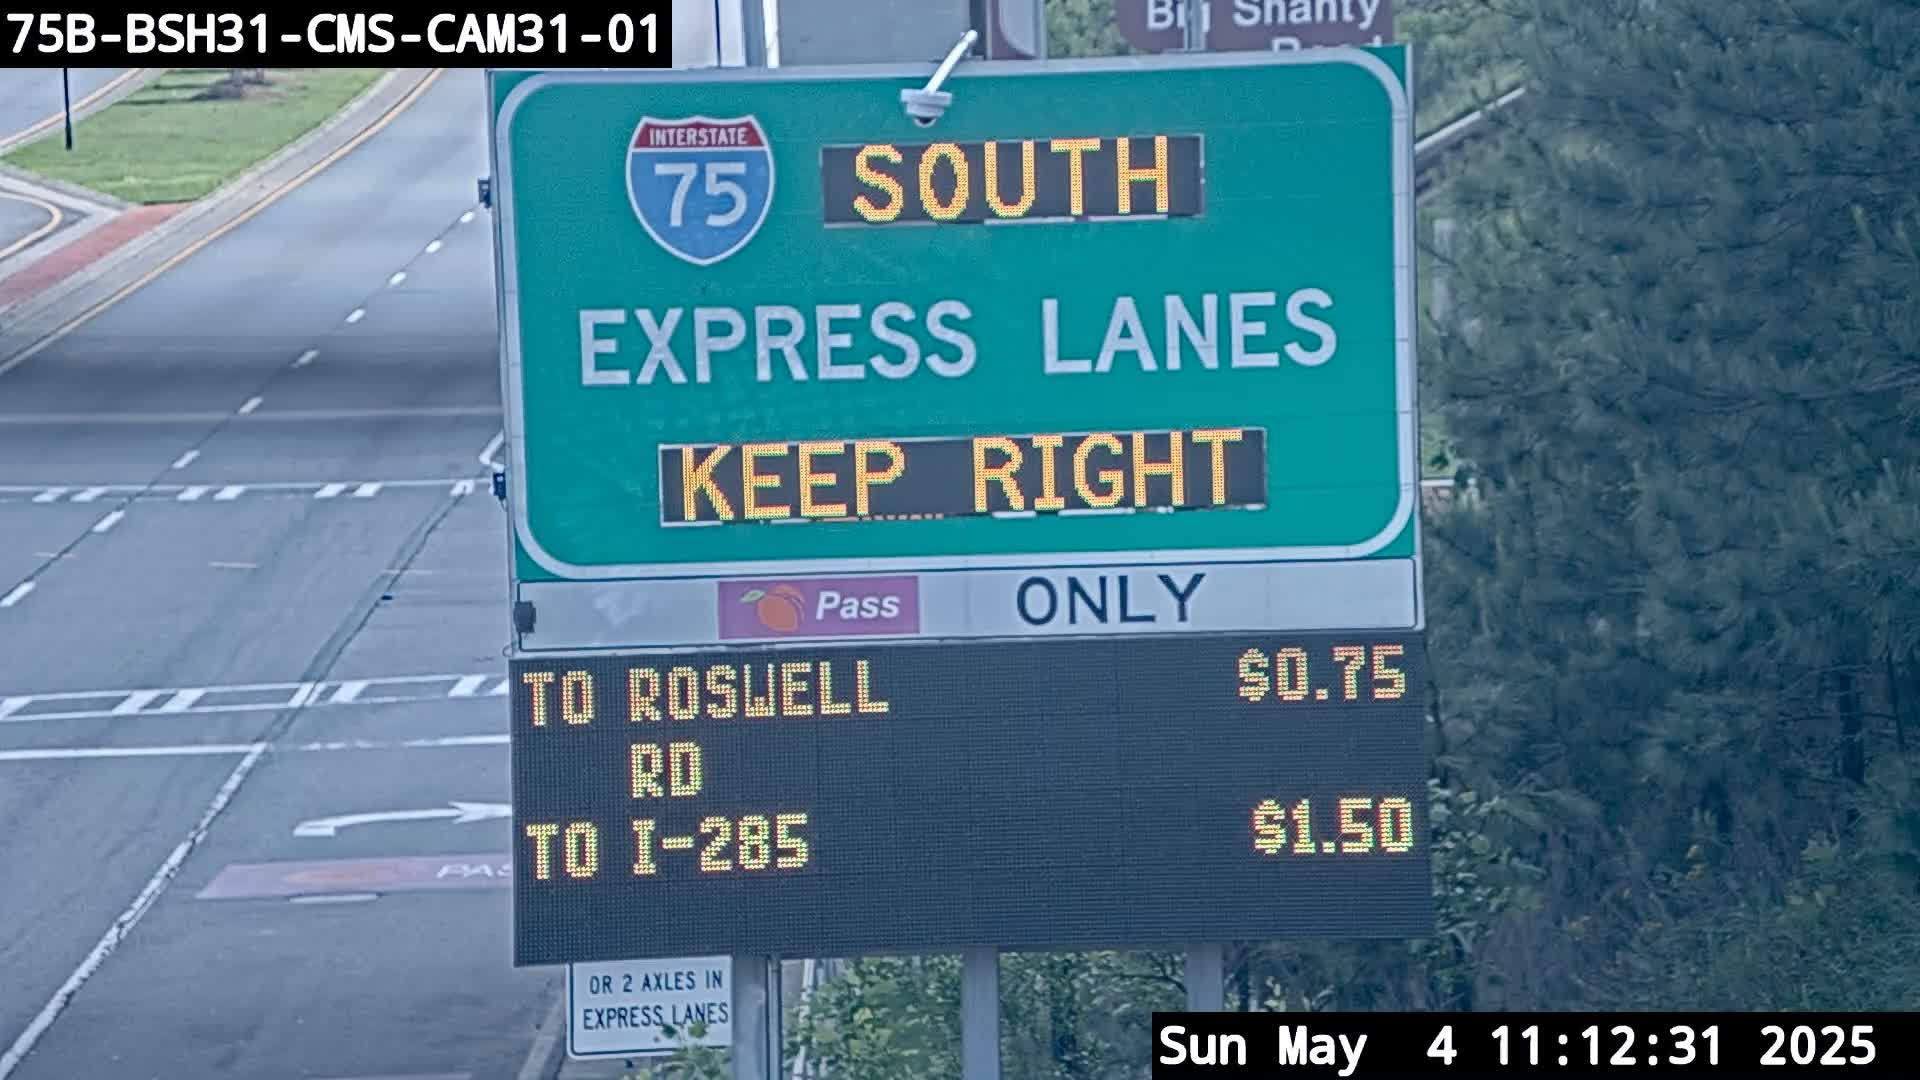 75B-BSH31-CMS-CAM31-01
Big Shanty
Road
INTERSTATE
75
SOUTH
EXPRESS LANES
KEEP RIGHT
Pass ONLY
TO ROSWELL $0.75
RD
TO I-285 $1.50
PAS
OR 2 AXLES IN
EXPRESS LANES
Sun May 4 11:12:31 2025